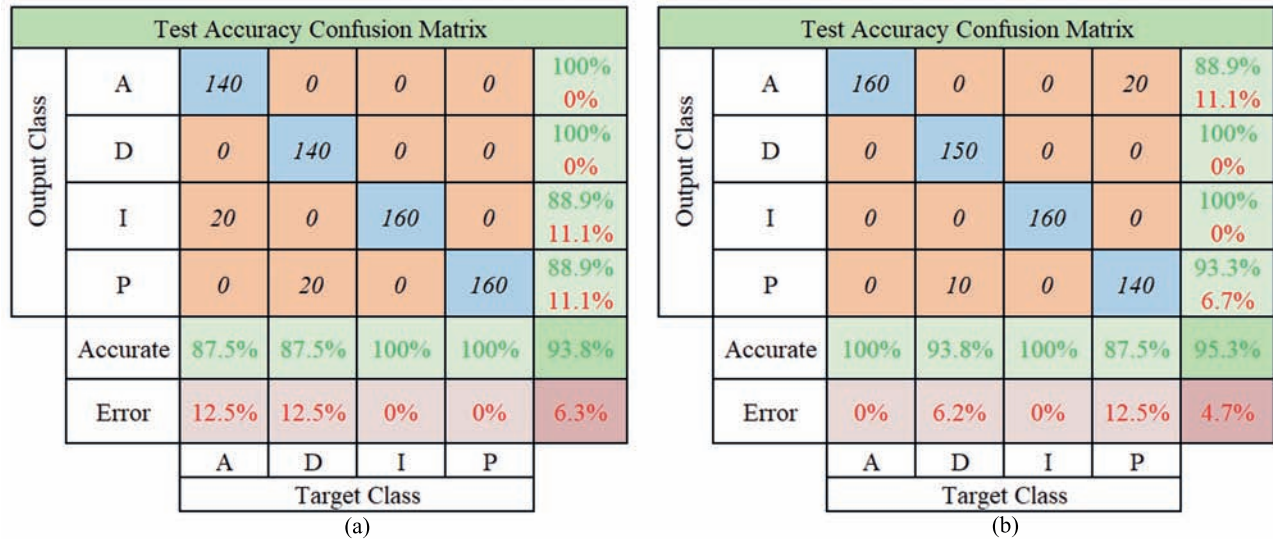 Test Accuracy Confusion Matrix
Output Class
A 140 0 0 0 100%
0%
D 0 140 0 0 100%
0%
I 20 0 160 0 88.9%
11.1%
P 0 20 0 160 88.9%
11.1%
Accurate 87.5% 87.5% 100% 100% 93.8%
Error 12.5% 12.5% 0% 0% 6.3%
A D I P
Target Class
(a)
Test Accuracy Confusion Matrix
Output Class
A 160 0 0 20 88.9%
11.1%
D 0 150 0 0 100%
0%
I 0 0 160 0 100%
0%
P 0 10 0 140 93.3%
6.7%
Accurate 100% 93.8% 100% 87.5% 95.3%
Error 0% 6.2% 0% 12.5% 4.7%
A D I P
Target Class
(b)